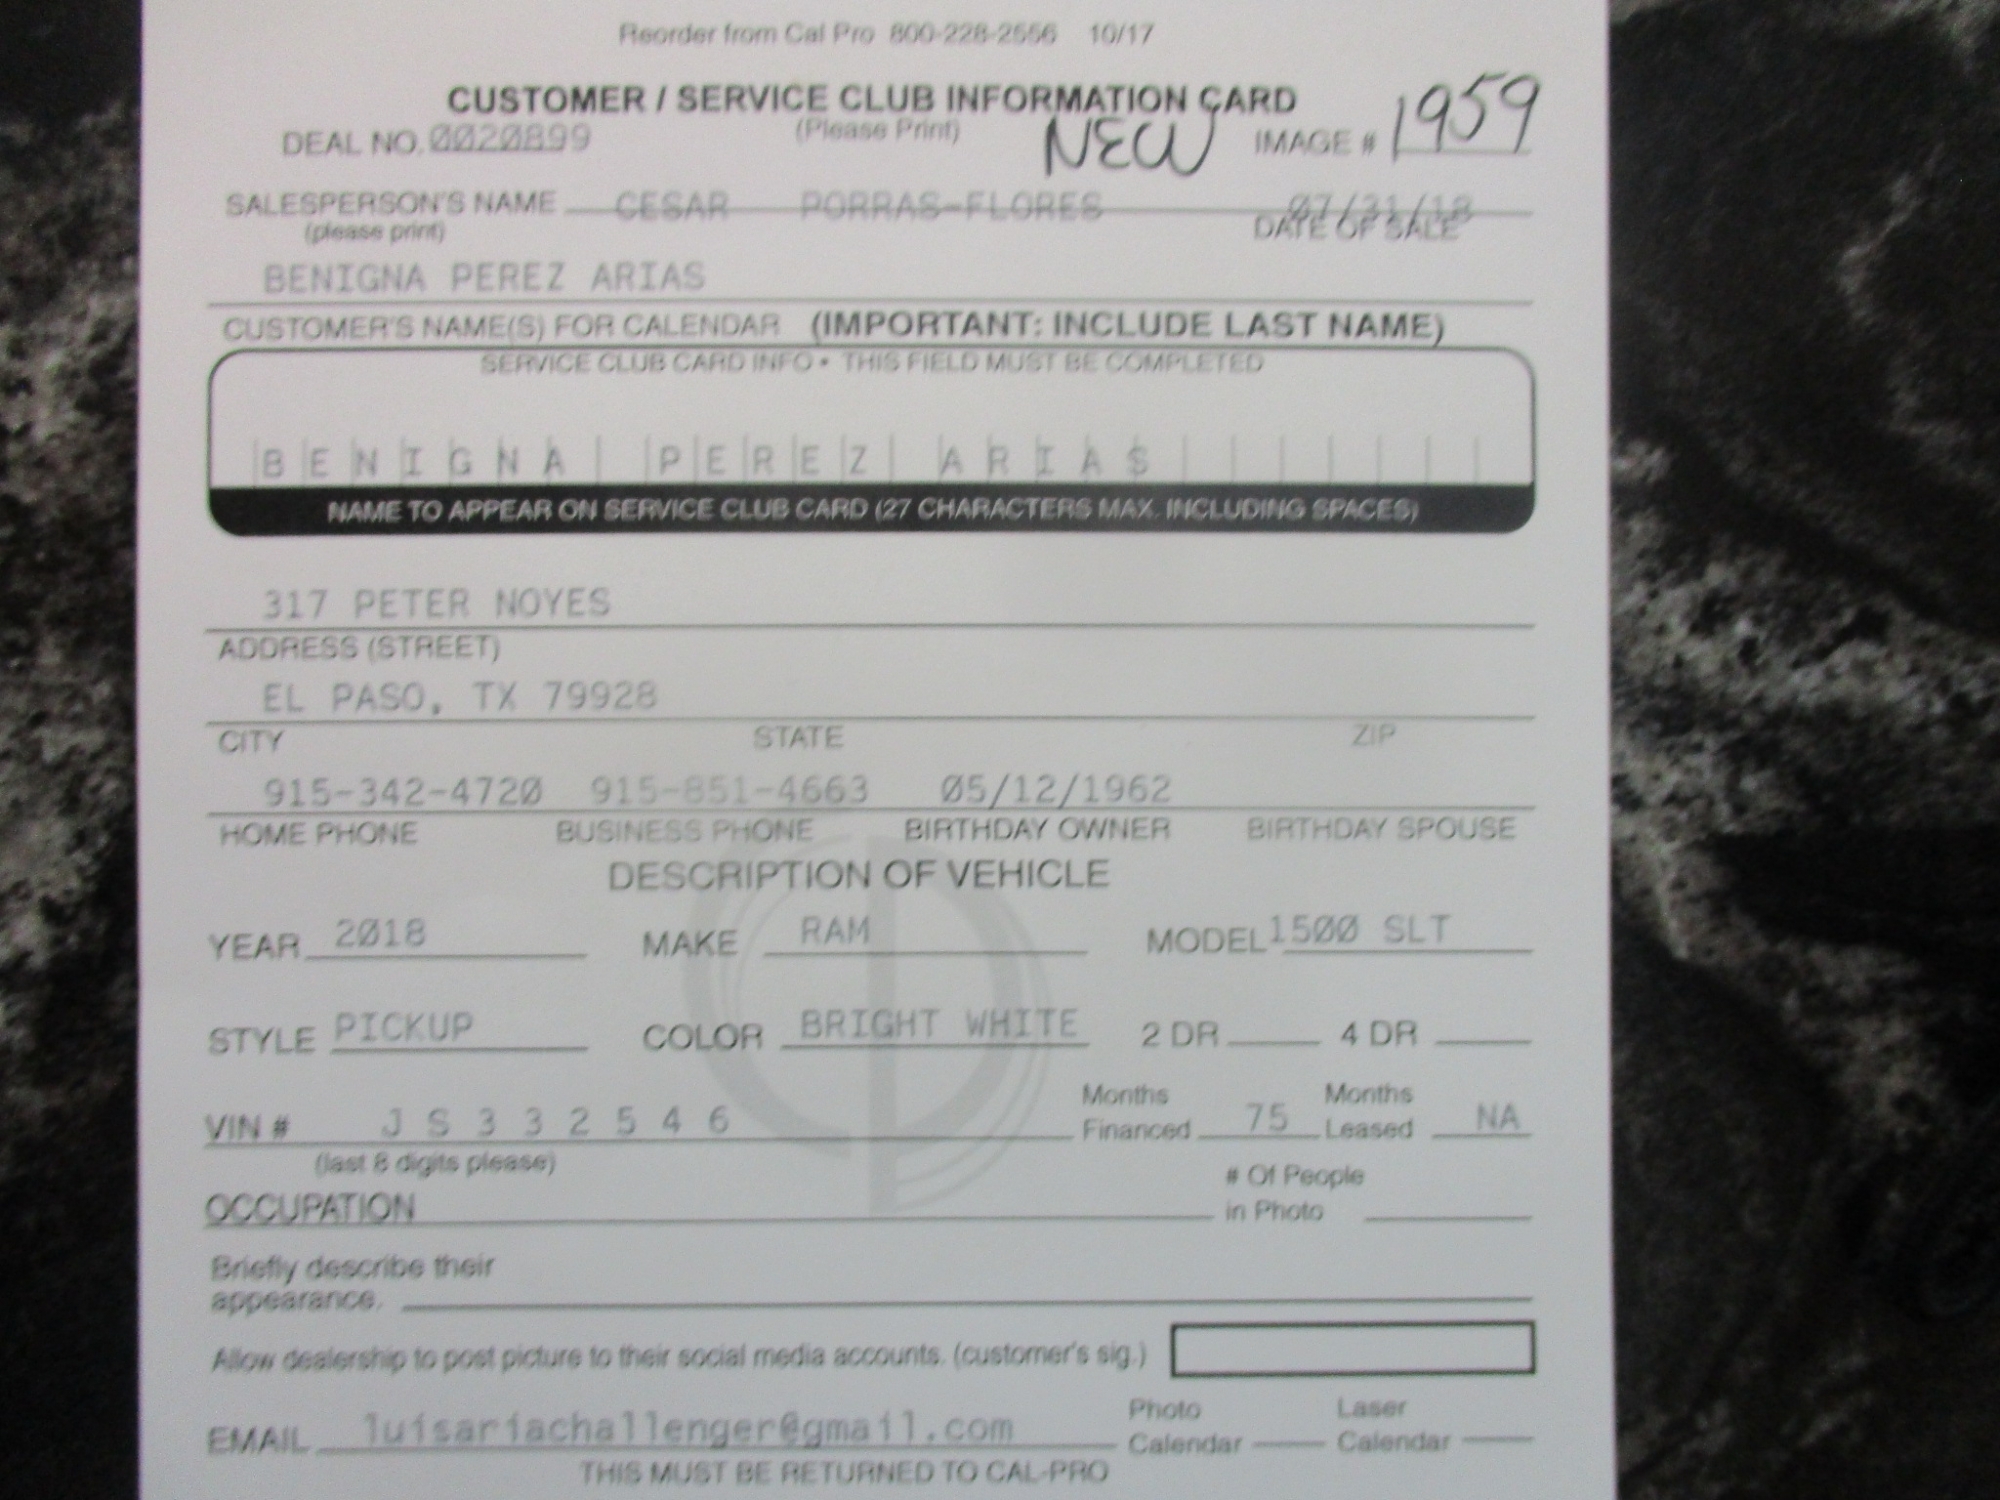 Reorder from Cal Pro 800-228-2556 10/17
CUSTOMER / SERVICE CLUB INFORMATION CARD
DEAL NO. 0020899 (Please Print) NEW IMAGE # 1959
SALESPERSON'S NAME CESAR PORRAS-FLORES 07/31/18
(please print) DATE OF SALE
BENIGNA PEREZ ARIAS
CUSTOMER'S NAME(S) FOR CALENDAR (IMPORTANT: INCLUDE LAST NAME)
SERVICE CLUB CARD INFO • THIS FIELD MUST BE COMPLETED
BENIGNA PEREZ ARIAS
NAME TO APPEAR ON SERVICE CLUB CARD (27 CHARACTERS MAX. INCLUDING SPACES)
317 PETER NOYES
ADDRESS (STREET)
EL PASO, TX 79928
CITY STATE ZIP
915-342-4720 915-851-4663 05/12/1962
HOME PHONE BUSINESS PHONE BIRTHDAY OWNER BIRTHDAY SPOUSE
DESCRIPTION OF VEHICLE
YEAR 2018 MAKE RAM MODEL 1500 SLT
STYLE PICKUP COLOR BRIGHT WHITE 2 DR 4 DR
VIN # J S 3 3 2 5 4 6 Months Financed 75 Months Leased NA
(last 8 digits please)
OCCUPATION # Of People in Photo
Briefly describe their
appearance.
Allow dealership to post picture to their social media accounts. (customer's sig.)
EMAIL luisariachallenger@gmail.com Photo Calendar Laser Calendar
THIS MUST BE RETURNED TO CAL-PRO